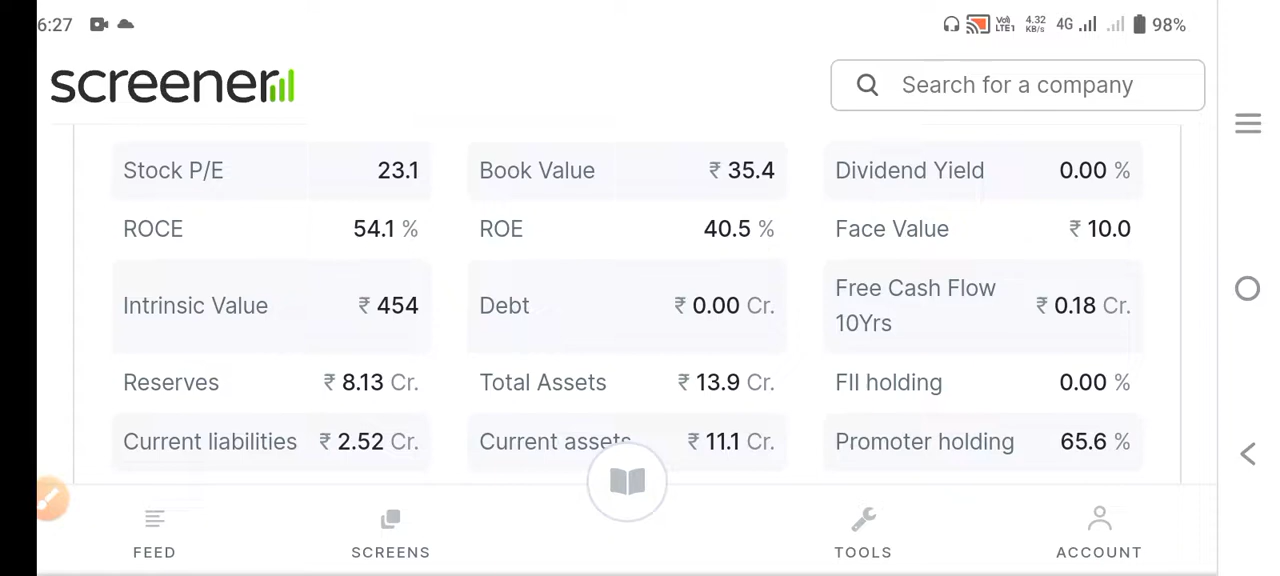 6:27 Vo) LTE1 4.32 KB/s 4G 98%
screener
Search for a company
Stock P/E 23.1 Book Value ₹ 35.4 Dividend Yield 0.00 %
ROCE 54.1 % ROE 40.5 % Face Value ₹ 10.0
Intrinsic Value ₹ 454 Debt ₹ 0.00 Cr. Free Cash Flow 10Yrs ₹ 0.18 Cr.
Reserves ₹ 8.13 Cr. Total Assets ₹ 13.9 Cr. FII holding 0.00 %
Current liabilities ₹ 2.52 Cr. Current assets ₹ 11.1 Cr. Promoter holding 65.6 %
FEED SCREENS TOOLS ACCOUNT